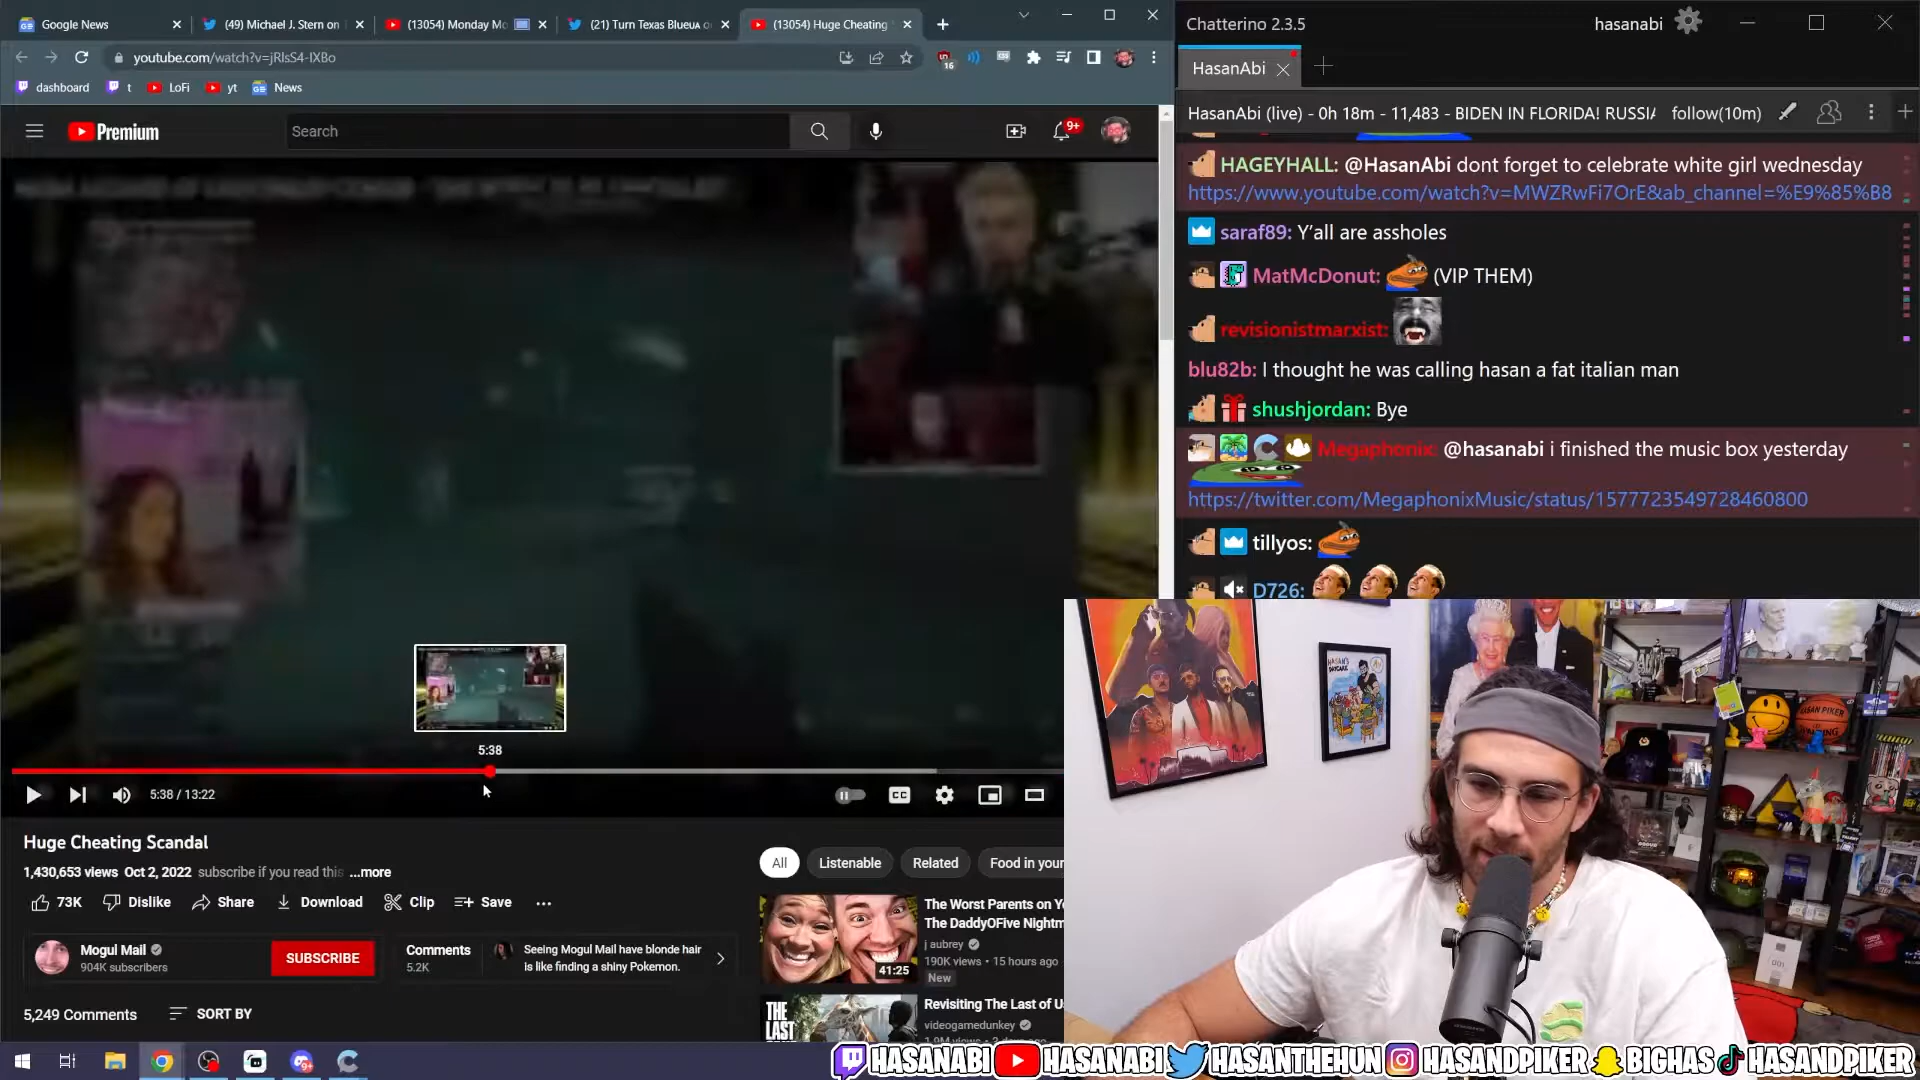 Google News
(49) Michael J. Stern on
(13054) Monday Mo
(21) Turn Texas Blue
(13054) Huge Cheating
youtube.com/watch?v=jRlsS4-IXBo
16
dashboard
t
LoFi
yt
News
Premium
Search
9+
5:38
5:38 / 13:22
CC
Huge Cheating Scandal
1,430,653 views Oct 2, 2022 subscribe if you read this ...more
73K
Dislike
Share
Download
Clip
Save
Mogul Mail
904K subscribers
SUBSCRIBE
Comments
5.2K
Seeing Mogul Mail have blonde hair
is like finding a shiny Pokemon.
5,249 Comments
SORT BY
All
Listenable
Related
Food in your
41:25
The Worst Parents on
The DaddyOFive Nightm
j aubrey
190K views • 15 hours ago
New
THE
LAST
Revisiting The Last of
videogamedunkey
Chatterino 2.3.5
hasanabi
HasanAbi
HasanAbi (live) - 0h 18m - 11,483 - BIDEN IN FLORIDA! RUSSIA
follow(10m)
HAGEYHALL: @HasanAbi dont forget to celebrate white girl wednesday
https://www.youtube.com/watch?v=MWZRwFi7OrE&ab_channel=%E9%85%B8
saraf89: Y'all are assholes
MatMcDonut: (VIP THEM)
revisionistmarxist:
blu82b: I thought he was calling hasan a fat italian man
shushjordan: Bye
Megaphonix: @hasanabi i finished the music box yesterday
https://twitter.com/MegaphonixMusic/status/1577723549728460800
tillyos:
D726:
HASAN PIKER
HASANABI HASANABI HASANTHEHUN HASANDPIKER BIGHAS HASANDPIKER